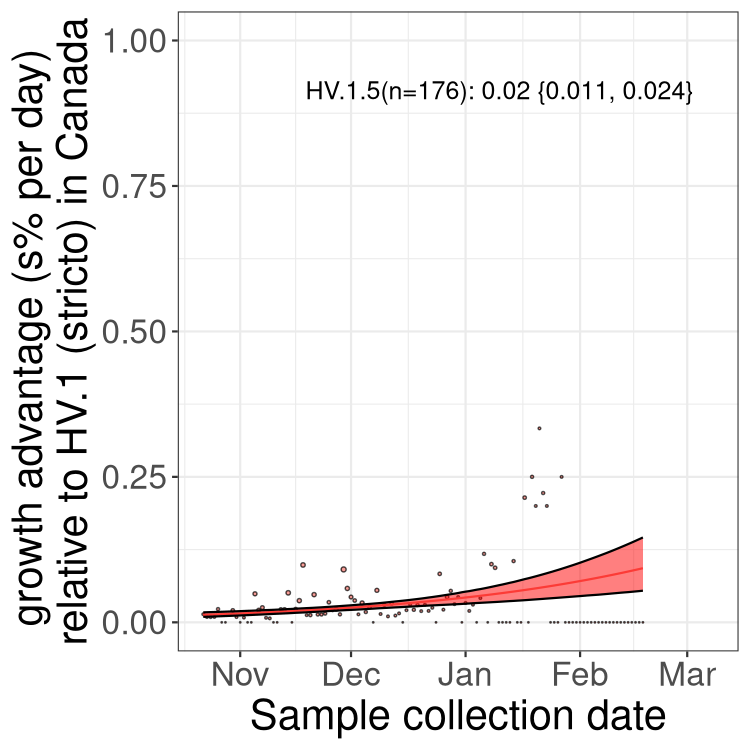 growth advantage (s% per day)
relative to HV.1 (stricto) in Canada
1.00
HV.1.5(n=176): 0.02 {0.011, 0.024}
0.75
0.50
0.25
0.00
Nov Dec Jan Feb Mar
Sample collection date